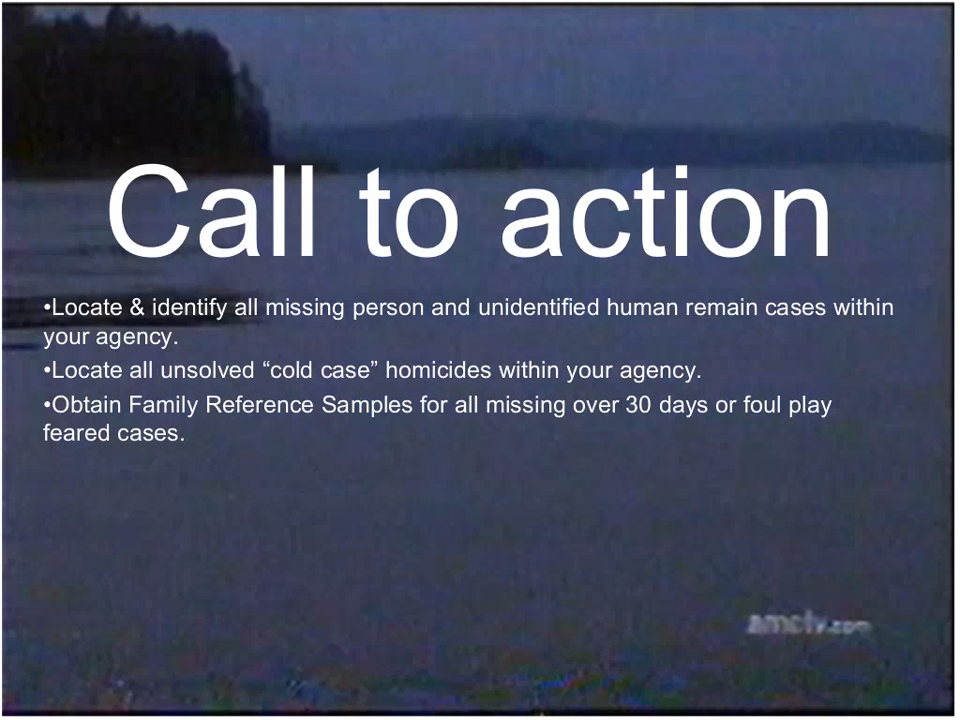 Call to action
•Locate & identify all missing person and unidentified human remain cases within
your agency.
•Locate all unsolved “cold case” homicides within your agency.
•Obtain Family Reference Samples for all missing over 30 days or foul play
feared cases.
amctv.com